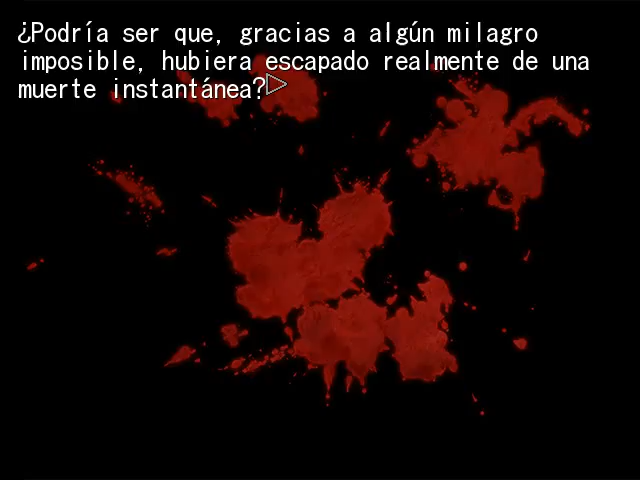 ¿Podría ser que, gracias a algún milagro
imposible, hubiera escapado realmente de una
muerte instantánea?